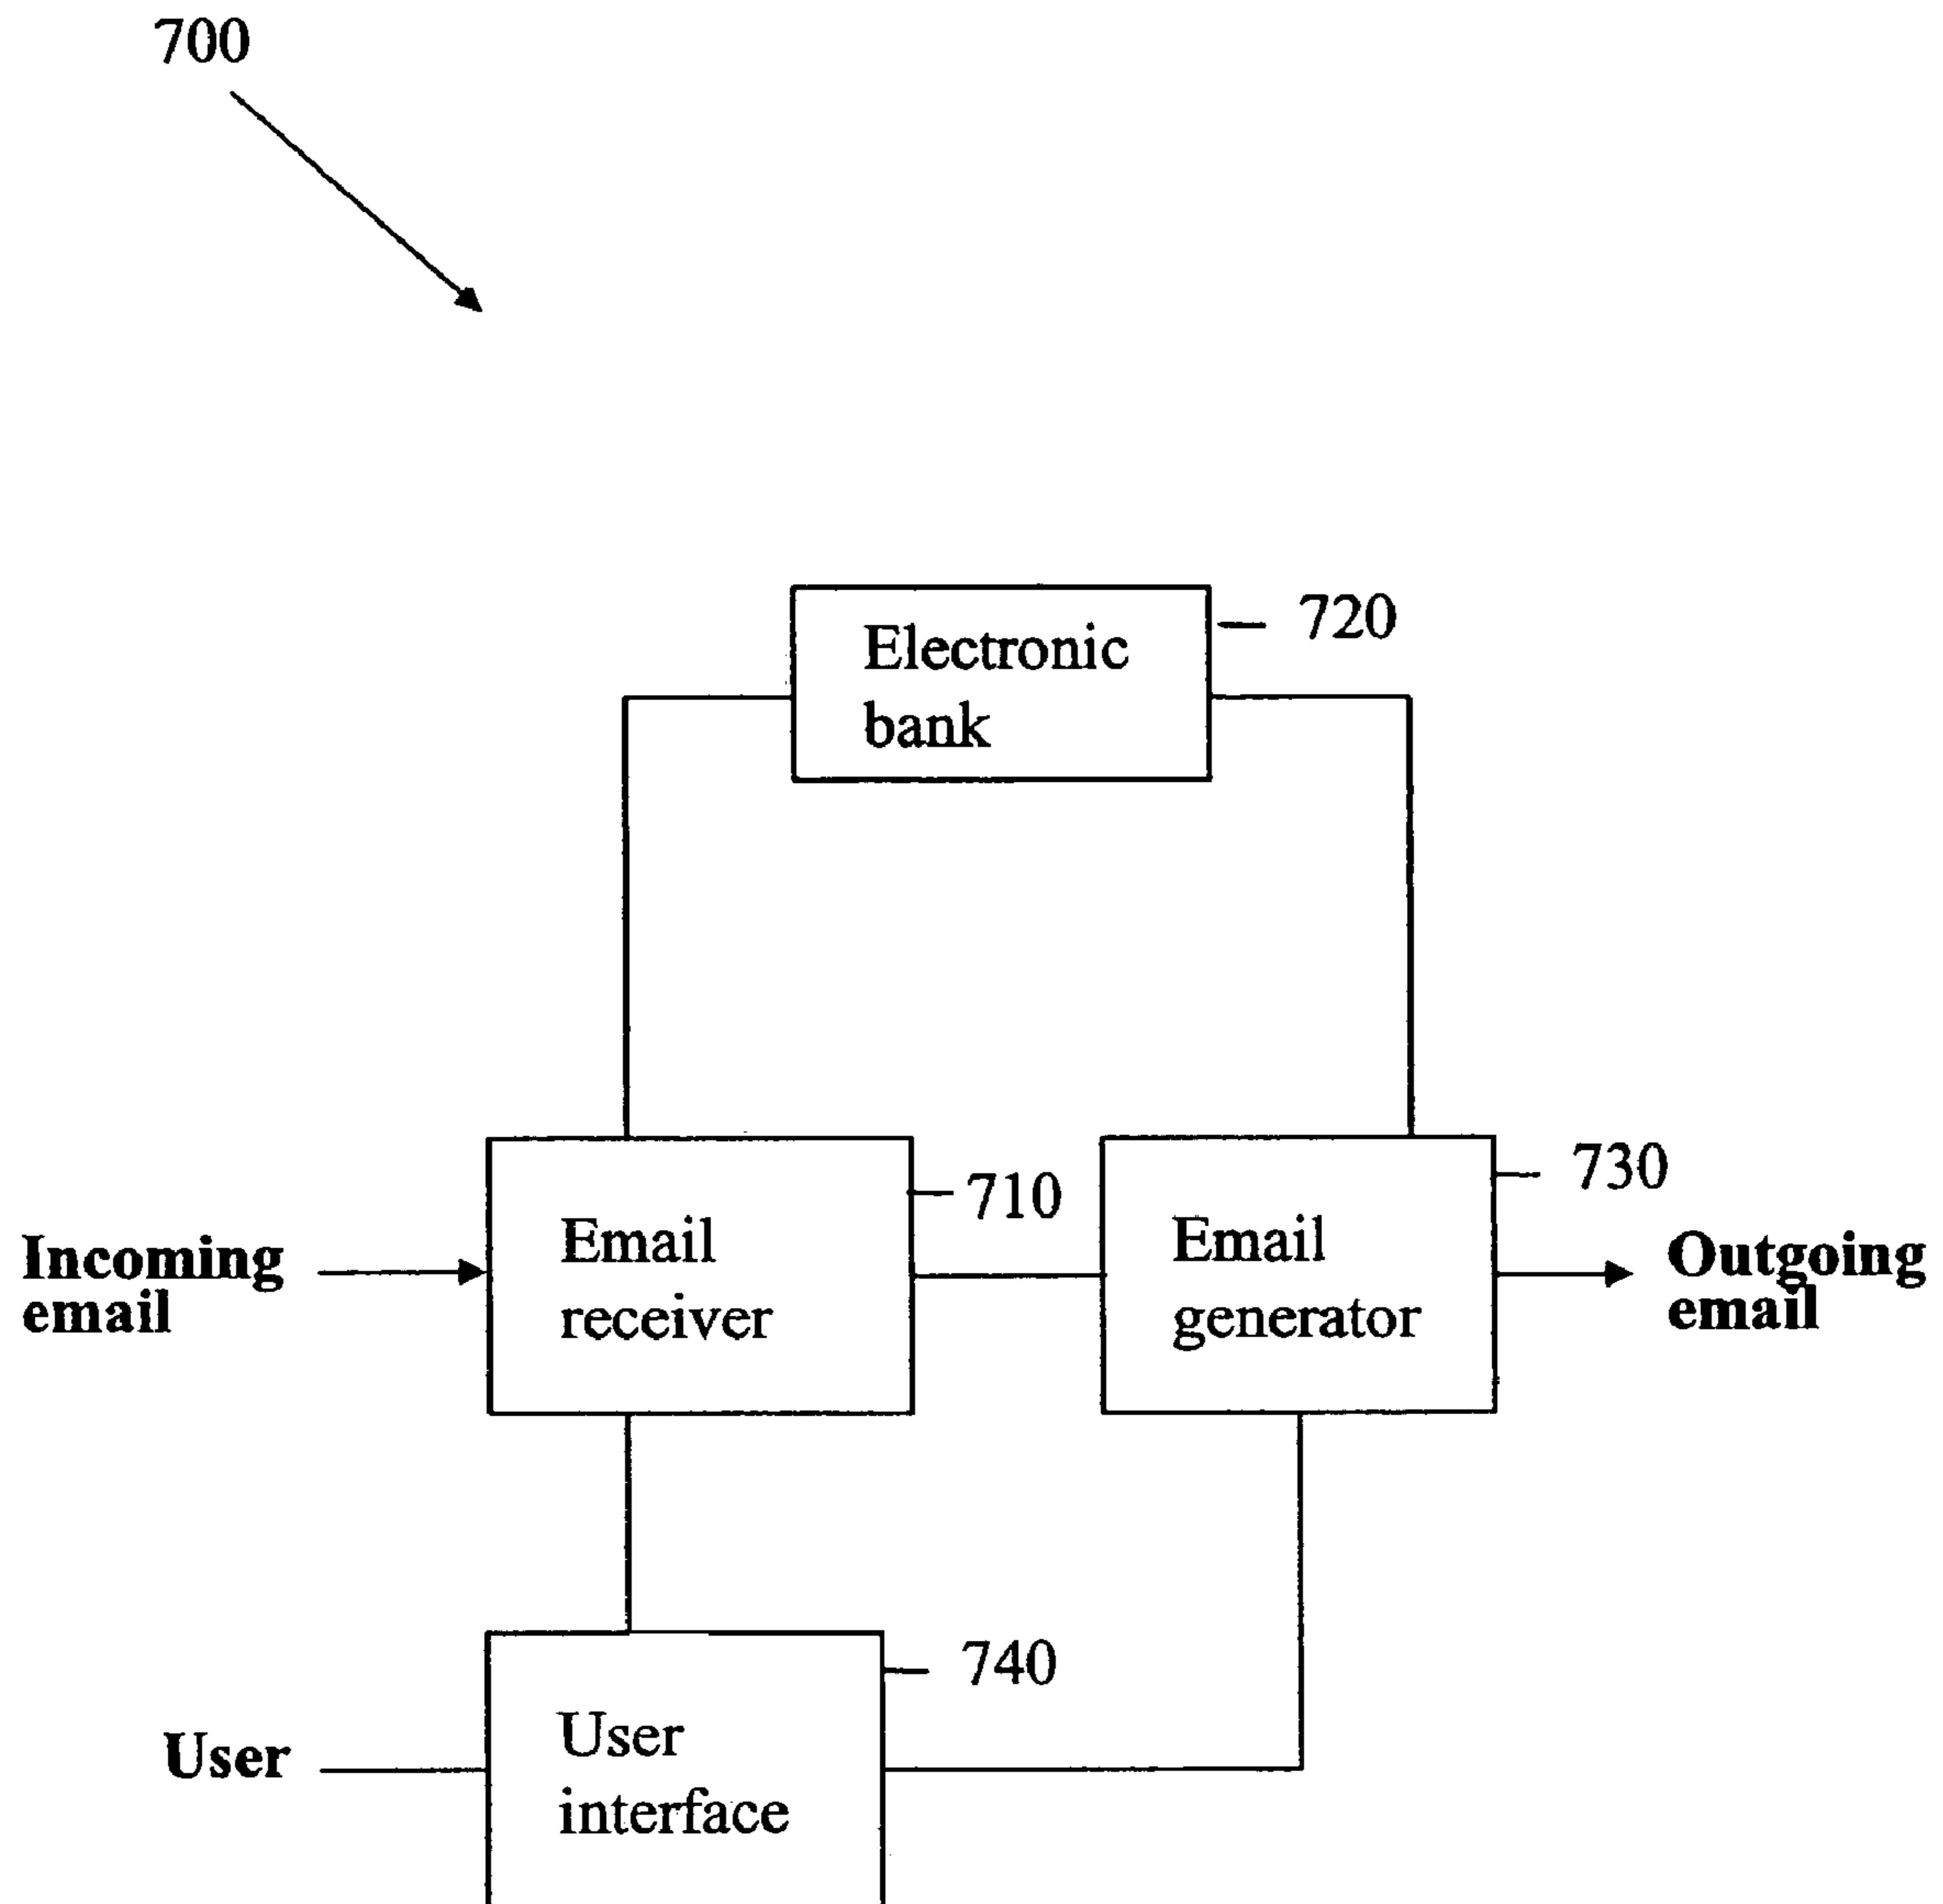 700
Electronic
bank
720
710
730
Incoming
email
Email
receiver
Email
generator
Outgoing
email
740
User
User
interface